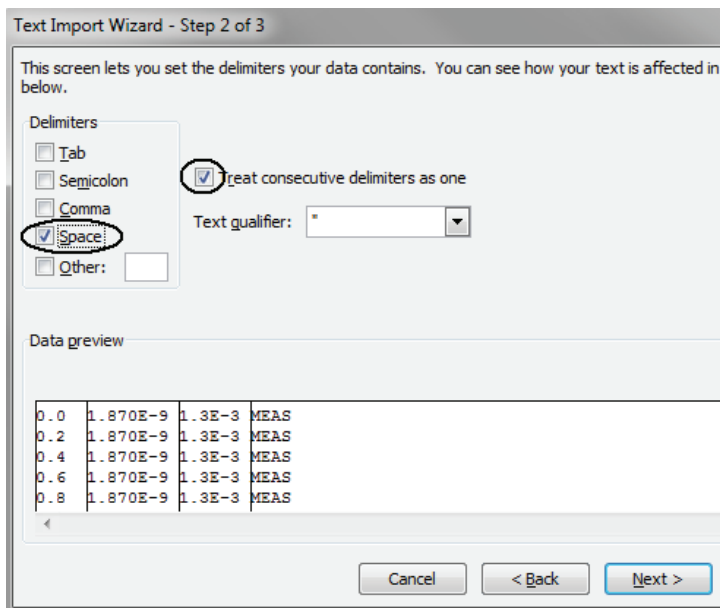 Text Import Wizard - Step 2 of 3
This screen lets you set the delimiters your data contains. You can see how your text is affected in
below.
Delimiters
Tab
Semicolon
Comma
Space
Other:
Treat consecutive delimiters as one
Text qualifier: "
Data preview
0.0 1.870E-9 1.3E-3 MEAS
0.2 1.870E-9 1.3E-3 MEAS
0.4 1.870E-9 1.3E-3 MEAS
0.6 1.870E-9 1.3E-3 MEAS
0.8 1.870E-9 1.3E-3 MEAS
Cancel < Back Next >